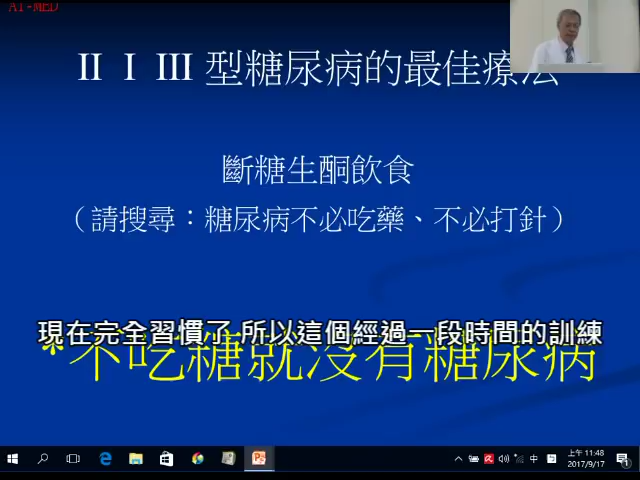 AI-MED
II I III 型糖尿病的最佳療法
斷糖生酮飲食
（請搜尋：糖尿病不必吃藥、不必打針）
現在完全習慣了 所以這個經過一段時間的訓練
*不吃糖就沒有糖尿病
中
上午 11:48
2017/9/17